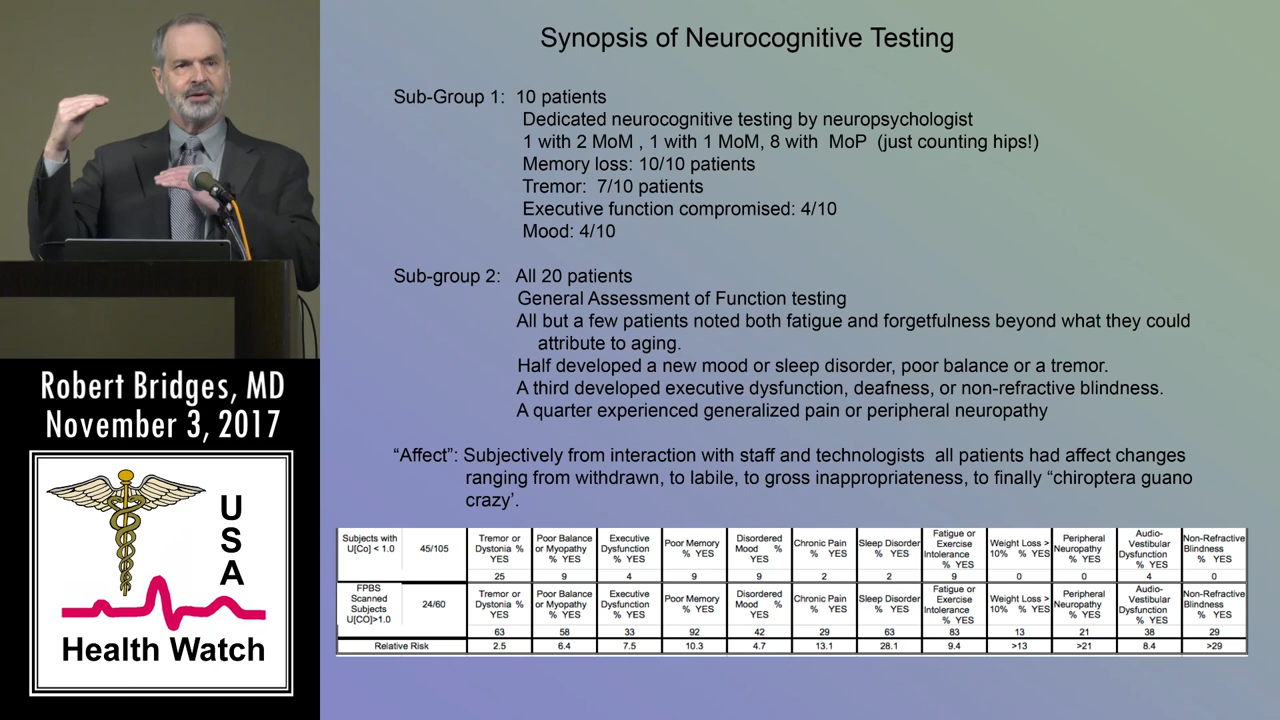 Synopsis of Neurocognitive Testing
Sub-Group 1: 10 patients
Dedicated neurocognitive testing by neuropsychologist
1 with 2 MoM , 1 with 1 MoM, 8 with MoP (just counting hips!)
Memory loss: 10/10 patients
Tremor: 7/10 patients
Executive function compromised: 4/10
Mood: 4/10
Sub-group 2: All 20 patients
General Assessment of Function testing
All but a few patients noted both fatigue and forgetfulness beyond what they could
attribute to aging.
Half developed a new mood or sleep disorder, poor balance or a tremor.
A third developed executive dysfunction, deafness, or non-refractive blindness.
A quarter experienced generalized pain or peripheral neuropathy
“Affect”: Subjectively from interaction with staff and technologists all patients had affect changes
ranging from withdrawn, to labile, to gross inappropriateness, to finally “chiroptera guano
crazy’.
Subjects with U[Co] < 1.0 45/105 Tremor or Dystonia % YES Poor Balance or Myopathy % YES Executive Dysfunction % YES Poor Memory % YES Disordered Mood % YES Chronic Pain % YES Sleep Disorder % YES Fatigue or Exercise Intolerance % YES Weight Loss > 10% % YES Peripheral Neuropathy % YES Audio-Vestibular Dysfunction % YES Non-Refractive Blindness % YES
25 9 4 9 9 2 2 9 0 0 4 0
FPBS Scanned Subjects U[CO]>1.0 24/60 Tremor or Dystonia % YES Poor Balance or Myopathy % YES Executive Dysfunction % YES Poor Memory % YES Disordered Mood % YES Chronic Pain % YES Sleep Disorder % YES Fatigue or Exercise Intolerance % YES Weight Loss > 10% % YES Peripheral Neuropathy % YES Audio-Vestibular Dysfunction % YES Non-Refractive Blindness % YES
63 58 33 92 42 29 63 83 13 21 38 29
Relative Risk 2.5 6.4 7.5 10.3 4.7 13.1 28.1 9.4 >13 >21 8.4 >29
Robert Bridges, MD
November 3, 2017
USA
Health Watch